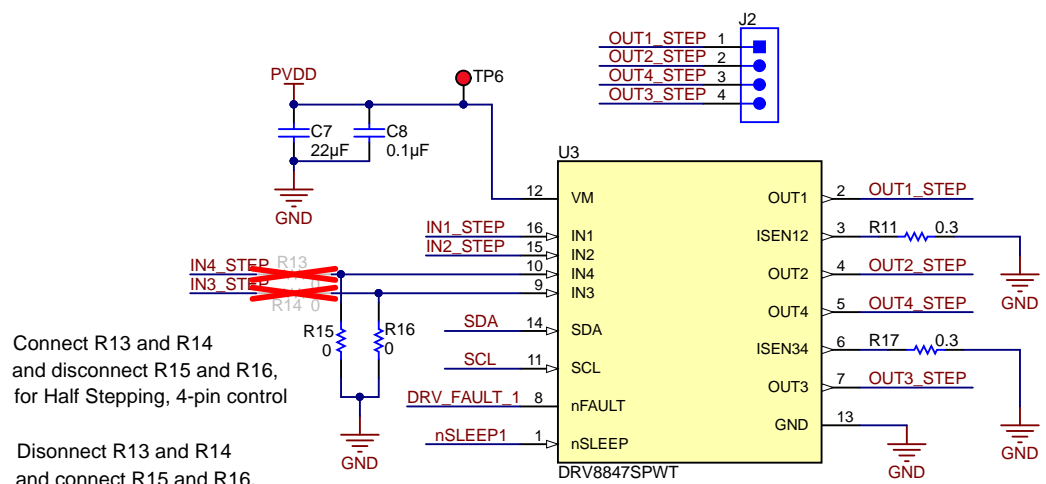 J2
OUT1_STEP 1
OUT2_STEP 2
OUT4_STEP 3
OUT3_STEP 4
PVDD
TP6
C7
22µF
C8
0.1µF
GND
U3
12 VM
IN1_STEP 16 IN1
IN2_STEP 15 IN2
IN4_STEP R13 10 IN4
IN3_STEP 9 IN3
R14 0
R15
0
R16
0
GND
SDA 14 SDA
SCL 11 SCL
DRV_FAULT_1 8 nFAULT
nSLEEP1 1 nSLEEP
OUT1 2 OUT1_STEP
ISEN12 3 R11 0.3
GND
OUT2 4 OUT2_STEP
OUT4 5 OUT4_STEP
ISEN34 6 R17 0.3
GND
OUT3 7 OUT3_STEP
GND 13
GND
DRV8847SPWT
Connect R13 and R14
and disconnect R15 and R16,
for Half Stepping, 4-pin control
Disonnect R13 and R14
and connect R15 and R16,